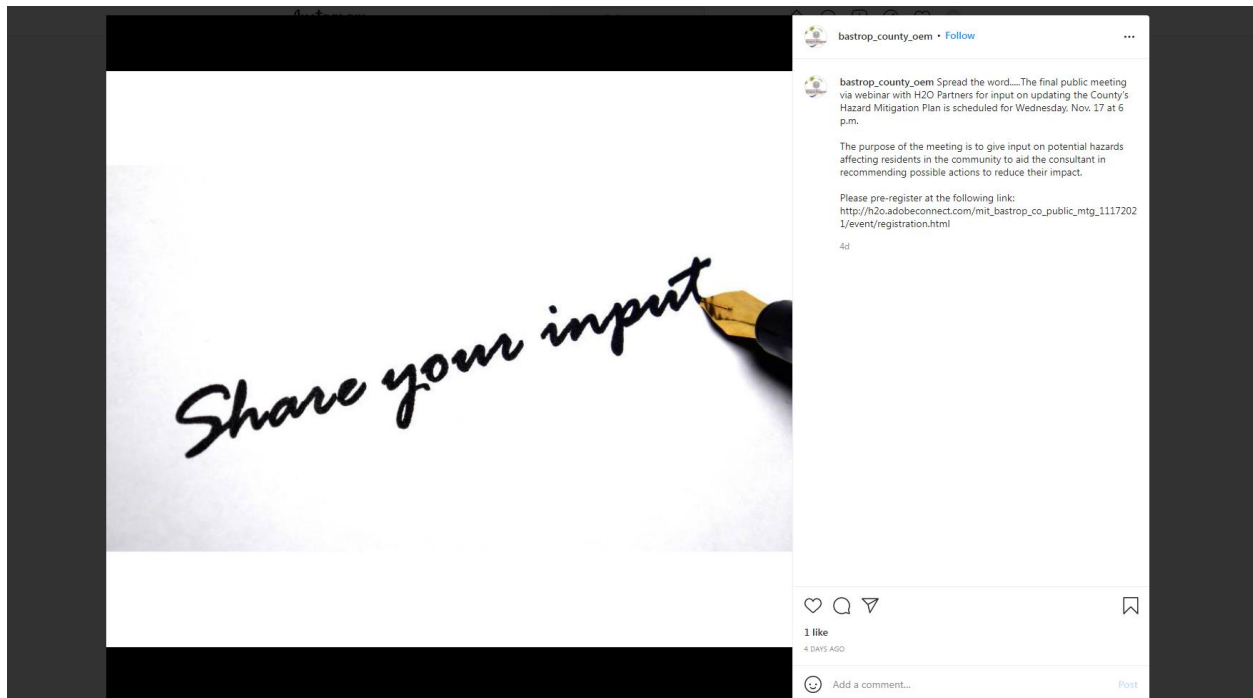 bastrop_county_oem • Follow
bastrop_county_oem Spread the word.....The final public meeting
via webinar with H2O Partners for input on updating the County's
Hazard Mitigation Plan is scheduled for Wednesday, Nov. 17 at 6
p.m.
The purpose of the meeting is to give input on potential hazards
affecting residents in the community to aid the consultant in
recommending possible actions to reduce their impact.
Please pre-register at the following link:
http://h2o.adobeconnect.com/mit_bastrop_co_public_mtg_1117202
1/event/registration.html
4d
Share your input
1 like
4 DAYS AGO
Add a comment...
Post